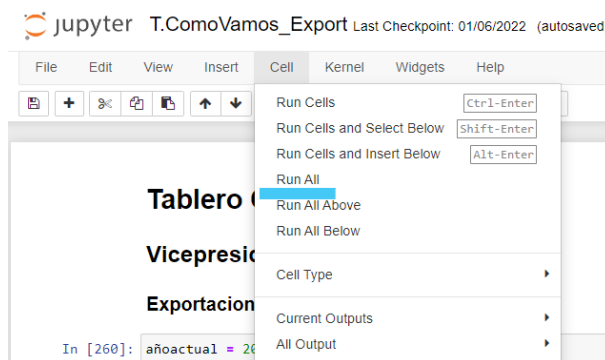 jupyter T.ComoVamos_Export Last Checkpoint: 01/06/2022 (autosaved
File Edit View Insert Cell Kernel Widgets Help
Run Cells Ctrl-Enter
Run Cells and Select Below Shift-Enter
Run Cells and Insert Below Alt-Enter
Run All
Run All Above
Run All Below
Cell Type
Current Outputs
All Output
Tablero
Vicepresid
Exportacion
In [260]: añoactual = 20